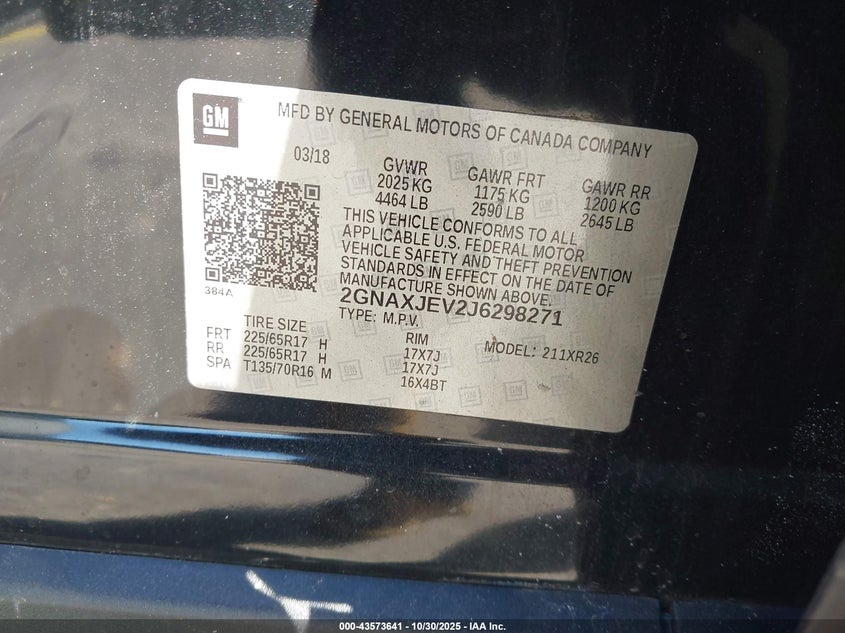 GM
MFD BY GENERAL MOTORS OF CANADA COMPANY
03/18
GVWR GAWR FRT GAWR RR
2025 KG 1175 KG 1200 KG
4464 LB 2590 LB 2645 LB
THIS VEHICLE CONFORMS TO ALL
APPLICABLE U.S. FEDERAL MOTOR
VEHICLE SAFETY AND THEFT PREVENTION
STANDARDS IN EFFECT ON THE DATE OF
MANUFACTURE SHOWN ABOVE.
384A
2GNAXJEV2J6298271
TYPE: M.P.V.
TIRE SIZE RIM MODEL: 211XR26
FRT 225/65R17 H 17X7J
RR 225/65R17 H 17X7J
SPA T135/70R16 M 16X4BT
000-43573641 - 10/30/2025 - IAA Inc.